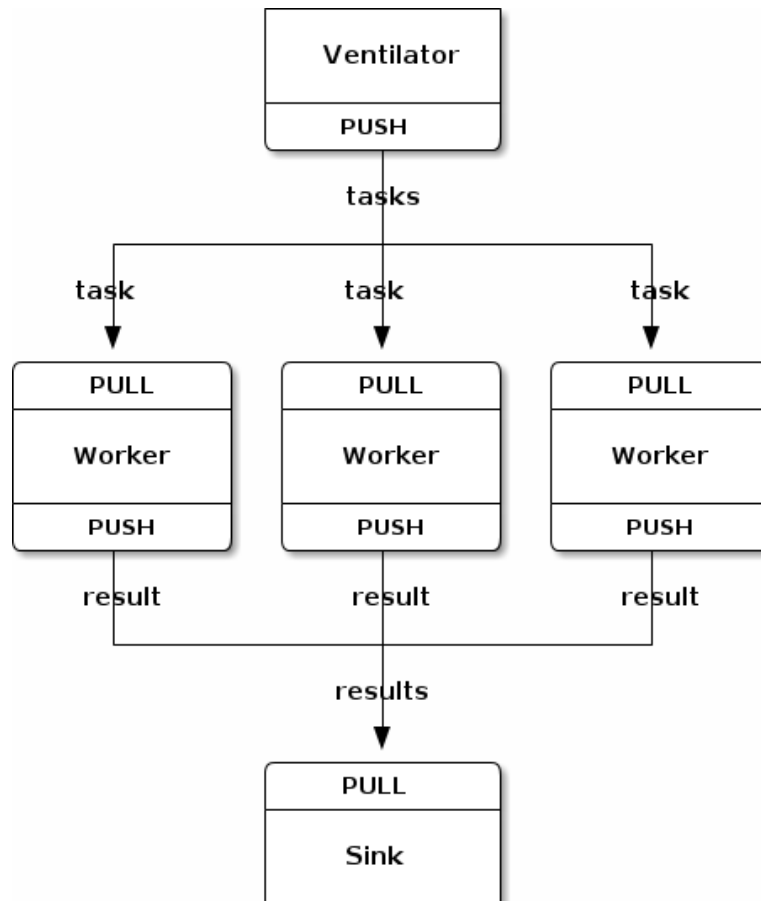 Ventilator
PUSH
tasks
task task task
PULL PULL PULL
Worker Worker Worker
PUSH PUSH PUSH
result result result
results
PULL
Sink